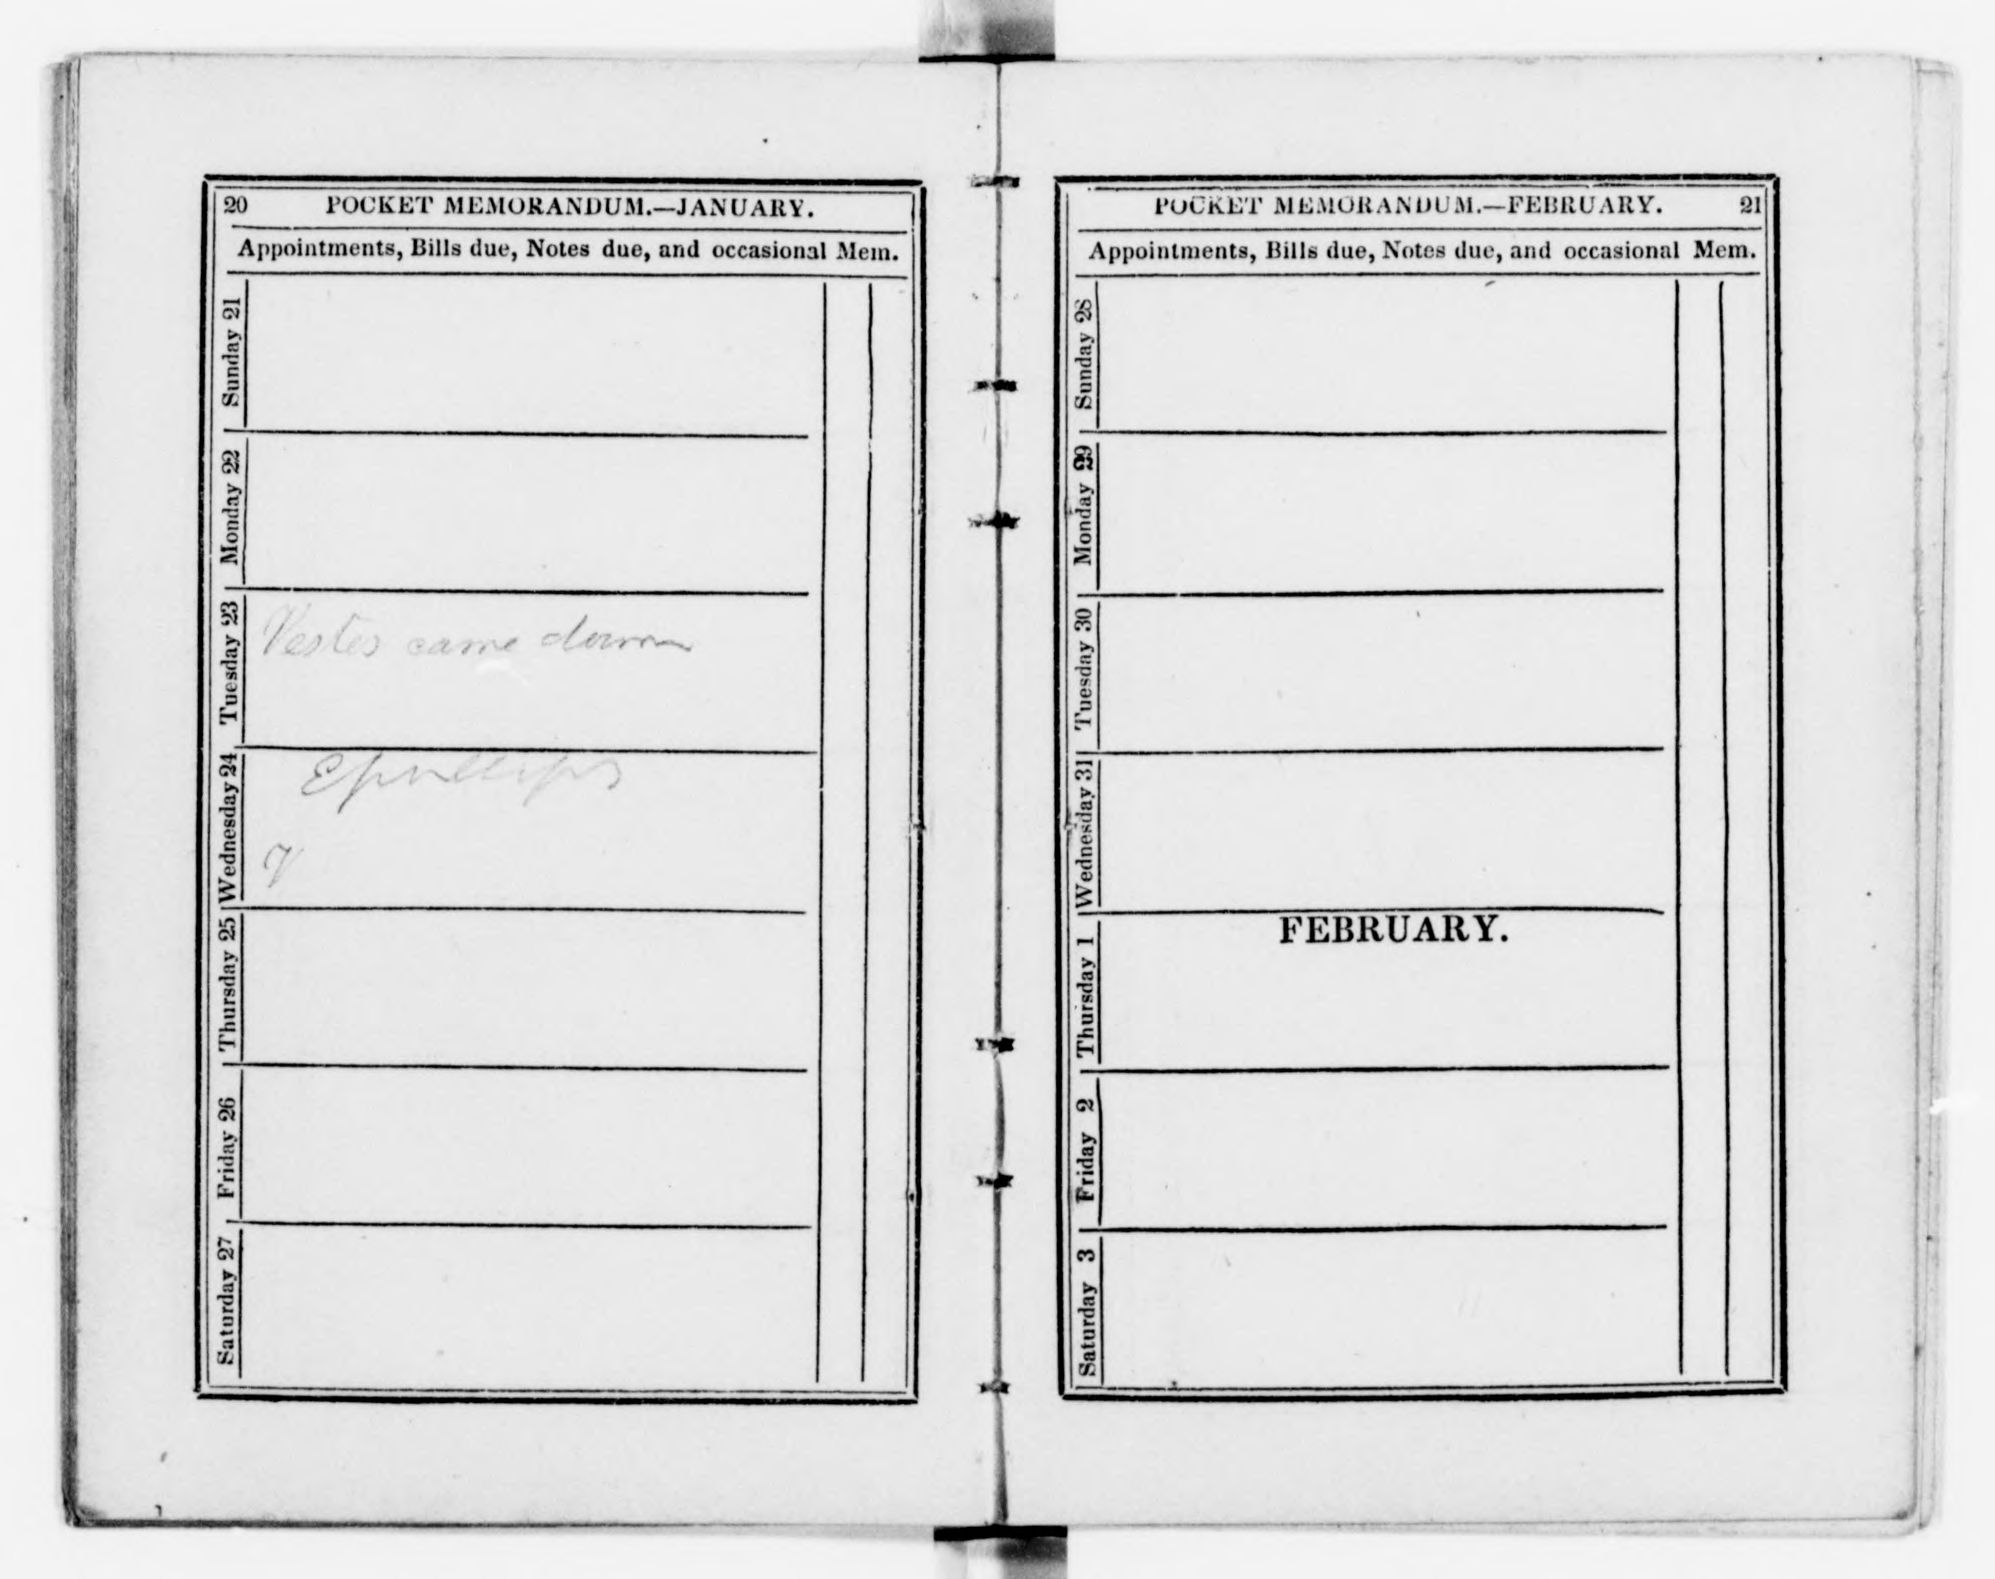 20 POCKET MEMORANDUM.—JANUARY.
Appointments, Bills due, Notes due, and occasional Mem.
Sunday 21
Monday 22
Tuesday 23
Vestes came down
Wednesday 24
Ephillips
V
Thursday 25
Friday 26
Saturday 27
POCKET MEMORANDUM.—FEBRUARY. 21
Appointments, Bills due, Notes due, and occasional Mem.
Sunday 28
Monday 29
Tuesday 30
Wednesday 31
FEBRUARY.
Thursday 1
Friday 2
Saturday 3